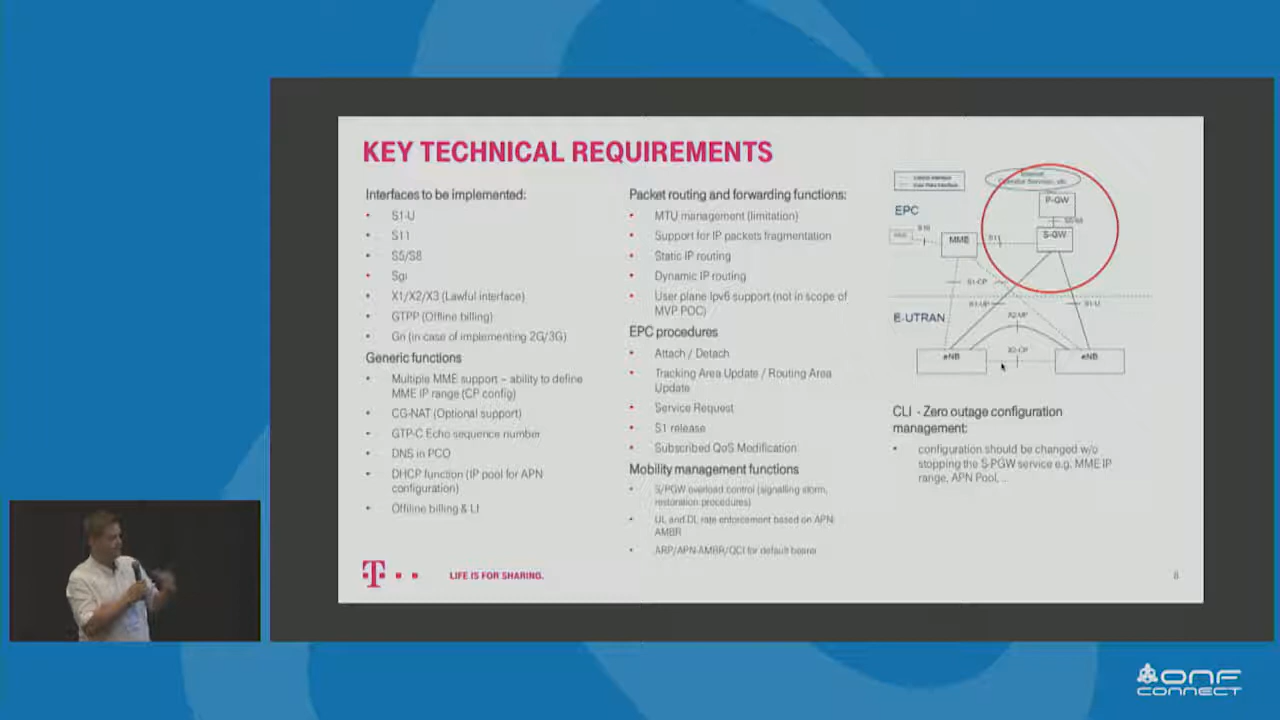 KEY TECHNICAL REQUIREMENTS
Interfaces to be implemented:
S1-U
S11
S5/S8
Sgi
X1/X2/X3 (Lawful interface)
GTPP (Offline billing)
Gn (in case of implementing 2G/3G)
Generic functions
Multiple MME support – ability to define
MME IP range (CP config)
CG-NAT (Optional support)
GTP-C Echo sequence number
DNS in PCO
DHCP function (IP pool for APN
configuration)
Offiline billing & LI
Packet routing and forwarding functions:
MTU management (limitation)
Support for IP packets fragmentation
Static IP routing
Dynamic IP routing
User plane Ipv6 support (not in scope of
MVP POC)
EPC procedures
Attach / Detach
Tracking Area Update / Routing Area
Update
Service Request
S1 release
Subscribed QoS Modification
Mobility management functions
S/PGW overload control (signalling storm,
restoration procedures)
UL and DL rate enforcement based on APN-
AMBR
ARP/APN-AMBR/QCI for default bearer
P-GW
EPC
S10
S11
S-GW
MME
S1-CP
S1-U
E-UTRAN
X2-UP
X2-CP
eNB
eNB
CLI - Zero outage configuration
management:
configuration should be changed w/o
stopping the S-PGW service e.g. MME IP
range, APN Pool, ..
T
LIFE IS FOR SHARING.
8
ONF
CONNECT